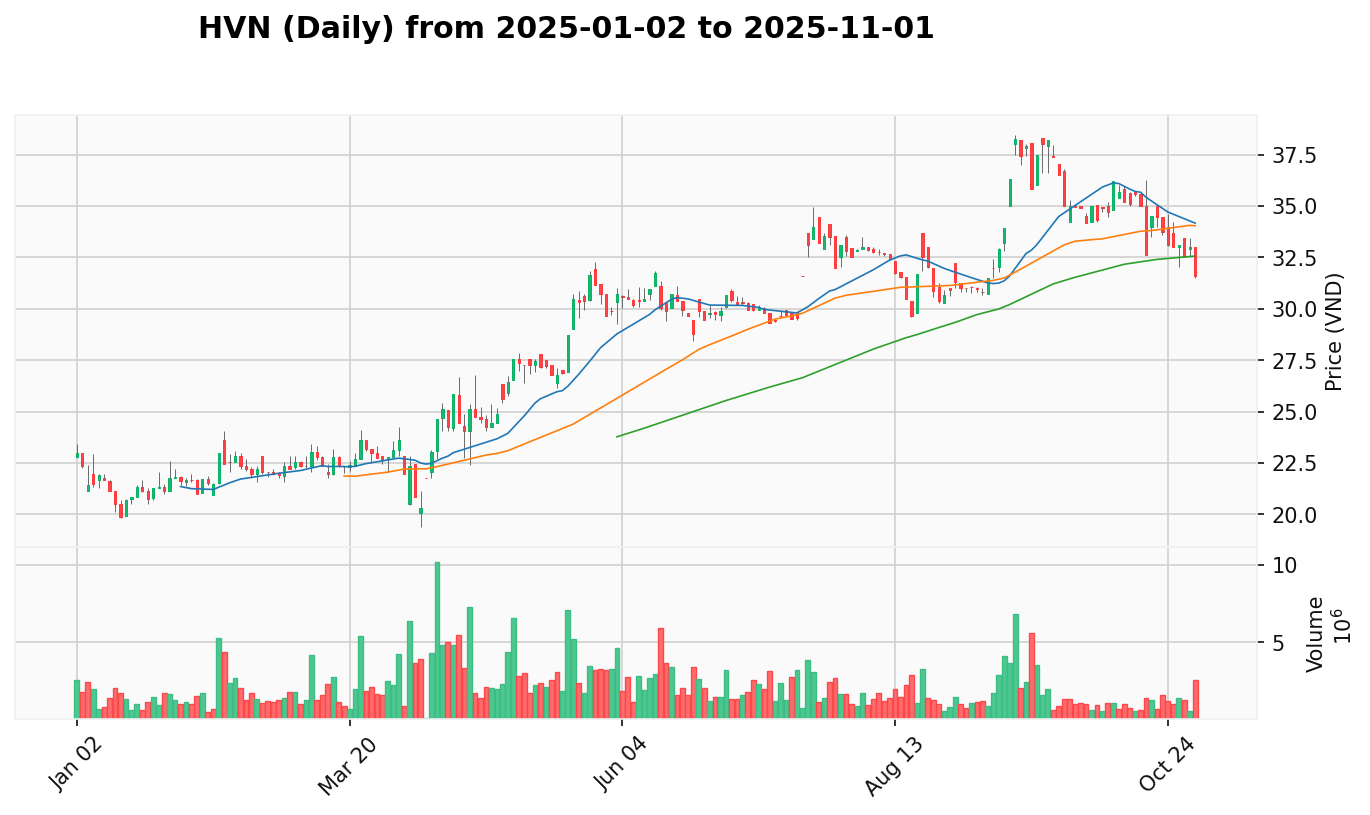 HVN (Daily) from 2025-01-02 to 2025-11-01
37.5
35.0
32.5
30.0
27.5
25.0
22.5
20.0
Price (VND)
10
5
Volume
10⁶
Jan 02
Mar 20
Jun 04
Aug 13
Oct 24